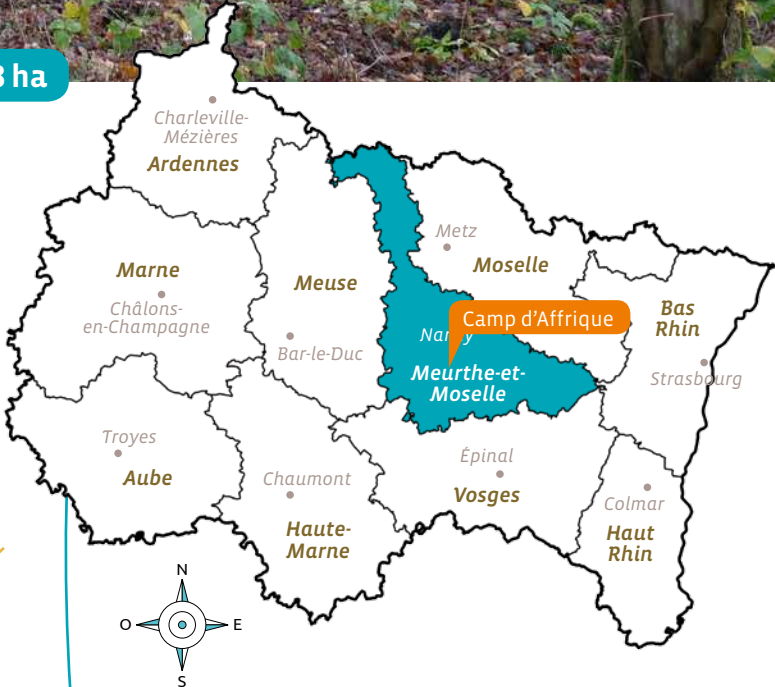 ha
Charleville-
Mézières
Ardennes
Metz
Marne
Moselle
Meuse
Châlons-
en-Champagne
Bas
Rhin
Camp d'Affrique
Bar-le-Duc
Meurthe-et-
Moselle
Strasbourg
Troyes
Épinal
Aube
Chaumont
Vosges
Colmar
Haute-
Marne
Haut
Rhin
N
O
E
S